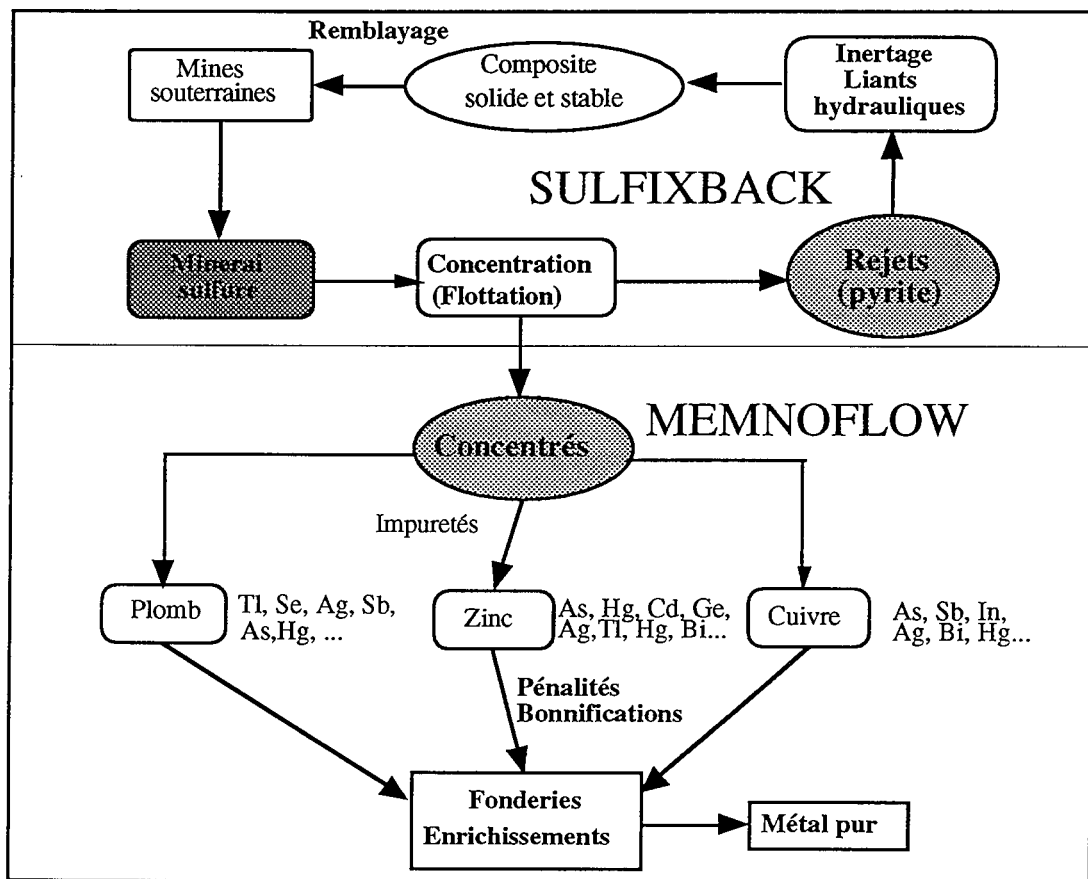 Remblayage
Mines
souterraines
Composite
solide et stable
Inertage
Liants
hydrauliques
SULFIXBACK
Minerai
sulfuré
Concentration
(Flottation)
Rejets
(pyrite)
MEMNOFLOW
Concentrés
Impuretés
Plomb
Tl, Se, Ag, Sb,
As,Hg, ...
Zinc
As, Hg, Cd, Ge,
Ag,Tl, Hg, Bi...
Cuivre
As, Sb, In,
Ag, Bi, Hg...
Pénalités
Bonnifications
Fonderies
Enrichissements
Métal pur